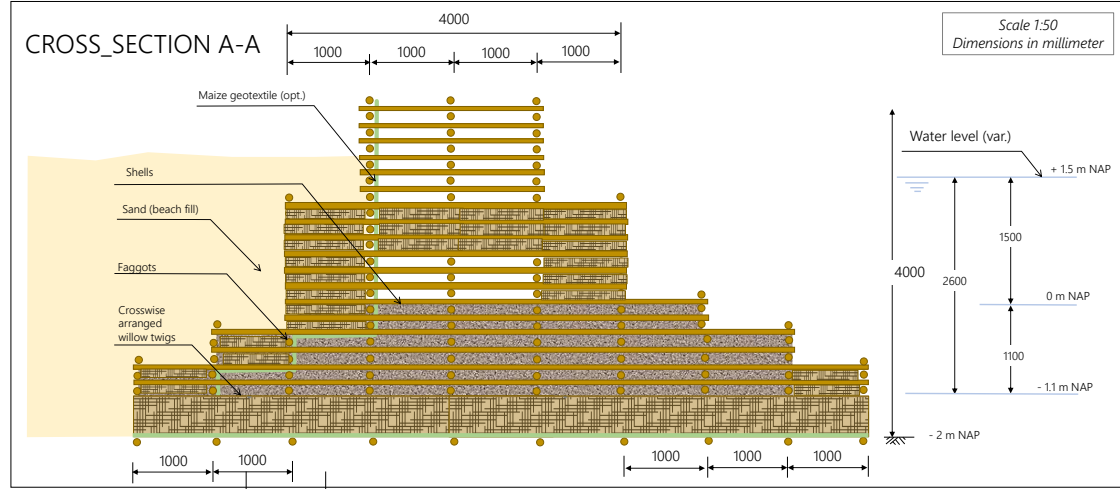 CROSS_SECTION A-A
4000
1000
1000
1000
1000
Scale 1:50
Dimensions in millimeter
Maize geotextile (opt.)
Shells
Sand (beach fill)
Faggots
Crosswise
arranged
willow twigs
Water level (var.)
+ 1.5 m NAP
1500
4000
2600
0 m NAP
1100
- 1.1 m NAP
- 2 m NAP
1000
1000
1000
1000
1000